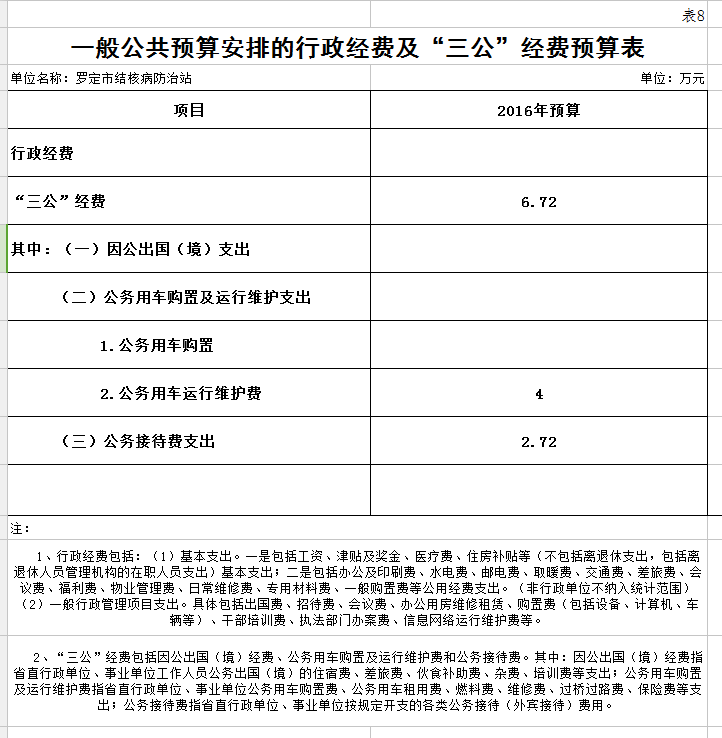 表8
一般公共预算安排的行政经费及“三公”经费预算表
单位名称：罗定市结核病防治站 单位：万元
项目 2016年预算
行政经费
“三公”经费 6.72
其中：（一）因公出国（境）支出
（二）公务用车购置及运行维护支出
1.公务用车购置
2.公务用车运行维护费 4
（三）公务接待费支出 2.72
注：
1、行政经费包括：（1）基本支出。一是包括工资、津贴及奖金、医疗费、住房补贴等（不包括离退休支出，包括离
退休人员管理机构的在职人员支出）基本支出；二是包括办公及印刷费、水电费、邮电费、取暖费、交通费、差旅费、会
议费、福利费、物业管理费、日常维修费、专用材料费、一般购置费等公用经费支出。（非行政单位不纳入统计范围）
（2）一般行政管理项目支出。具体包括出国费、招待费、会议费、办公用房维修租赁、购置费（包括设备、计算机、车
辆等）、干部培训费、执法部门办案费、信息网络运行维护费等。
2、“三公”经费包括因公出国（境）经费、公务用车购置及运行维护费和公务接待费。其中：因公出国（境）经费指
省直行政单位、事业单位工作人员公务出国（境）的住宿费、差旅费、伙食补助费、杂费、培训费等支出；公务用车购置
及运行维护费指省直行政单位、事业单位公务用车购置费、公务用车租用费、燃料费、维修费、过桥过路费、保险费等支
出；公务接待费指省直行政单位、事业单位按规定开支的各类公务接待（外宾接待）费用。